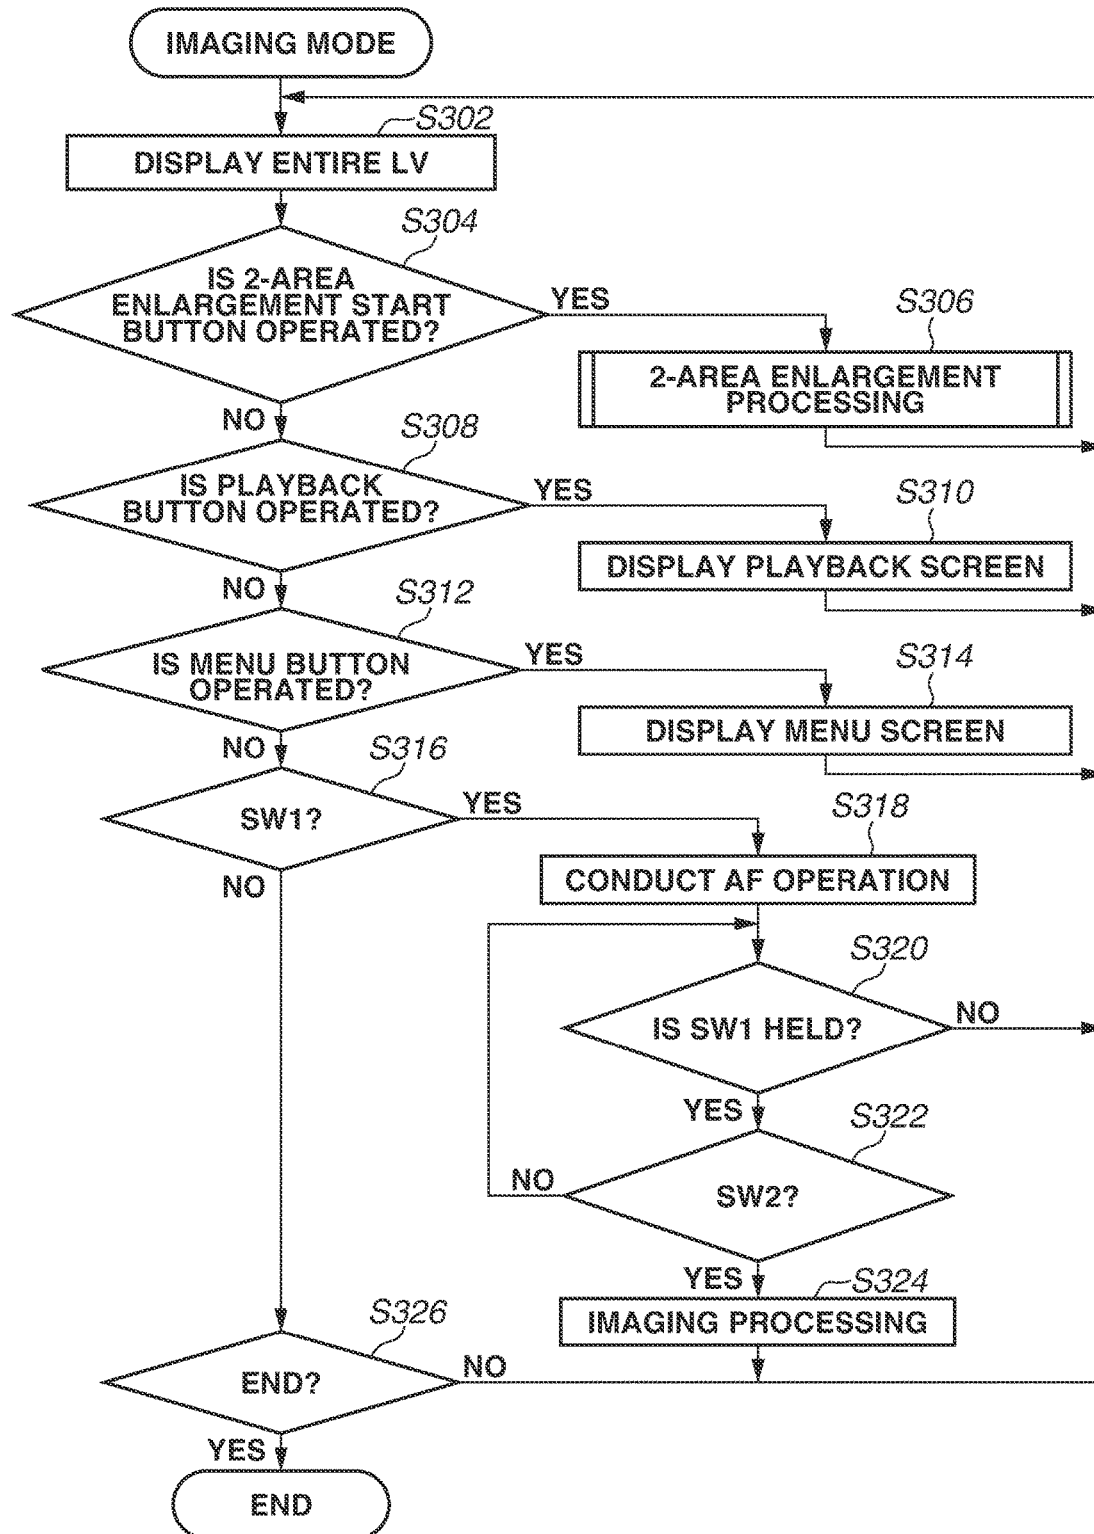 IMAGING MODE
S302
DISPLAY ENTIRE LV
S304
IS 2-AREA
ENLARGEMENT START
BUTTON OPERATED?
YES
S306
2-AREA ENLARGEMENT
PROCESSING
NO
S308
IS PLAYBACK
BUTTON OPERATED?
YES
S310
DISPLAY PLAYBACK SCREEN
NO
S312
IS MENU BUTTON
OPERATED?
YES
S314
DISPLAY MENU SCREEN
NO
S316
SW1?
YES
S318
CONDUCT AF OPERATION
NO
S320
IS SW1 HELD?
NO
YES
S322
SW2?
NO
YES
S324
IMAGING PROCESSING
S326
END?
NO
YES
END